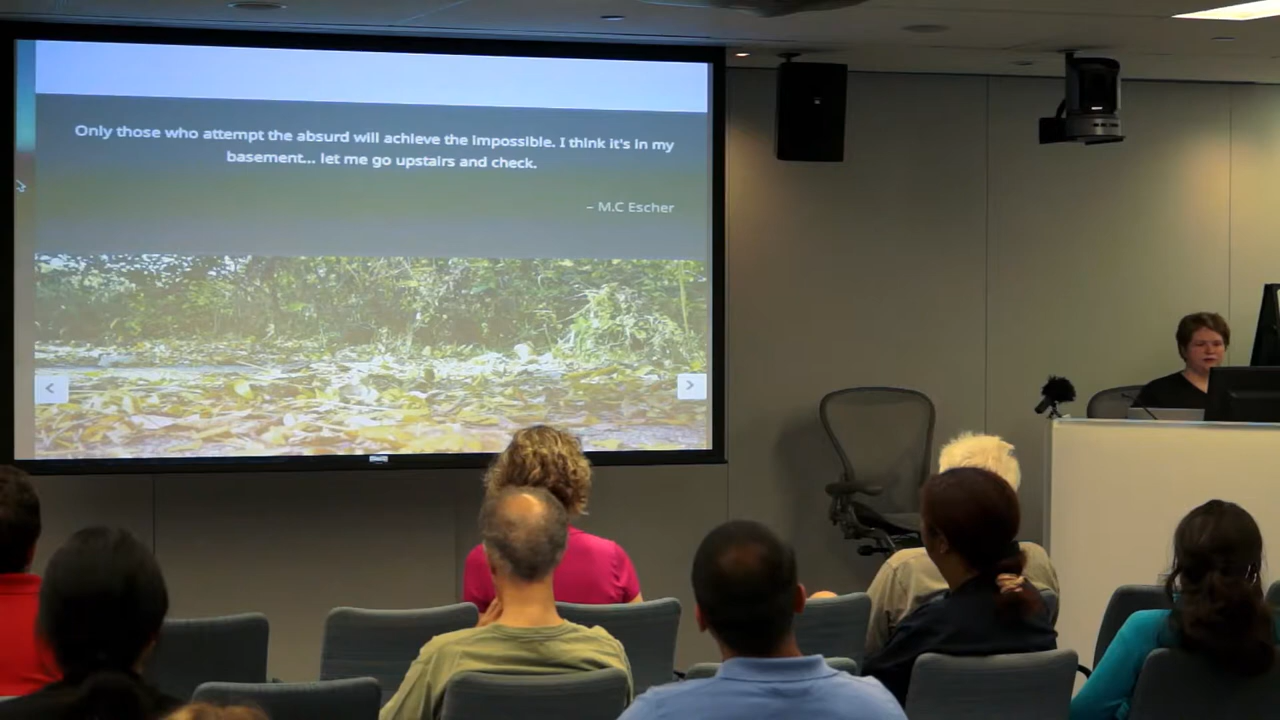 Only those who attempt the absurd will achieve the impossible. I think it's in my
basement... let me go upstairs and check.
– M.C Escher